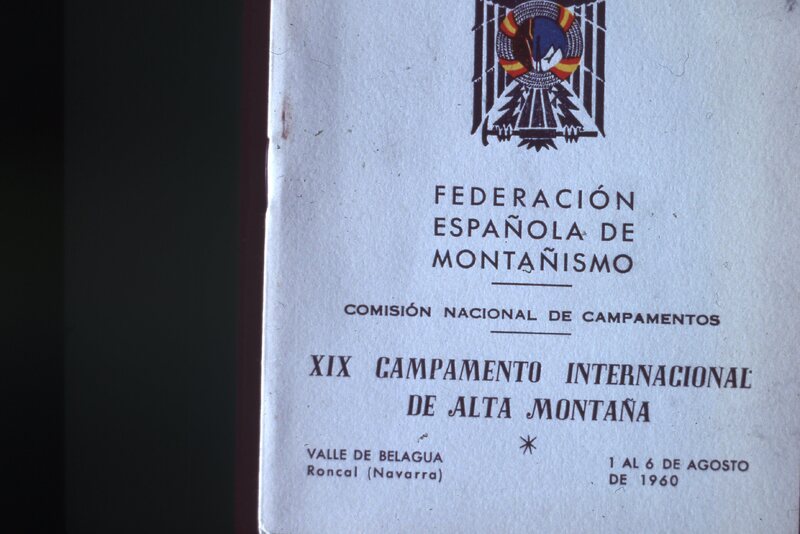 FEDERACIÓN
ESPAÑOLA DE
MONTAÑISMO
COMISIÓN NACIONAL DE CAMPAMENTOS
XIX CAMPAMENTO INTERNACIONAL
DE ALTA MONTAÑA
VALLE DE BELAGUA
Roncal (Navarra)
1 AL 6 DE AGOSTO
DE 1960